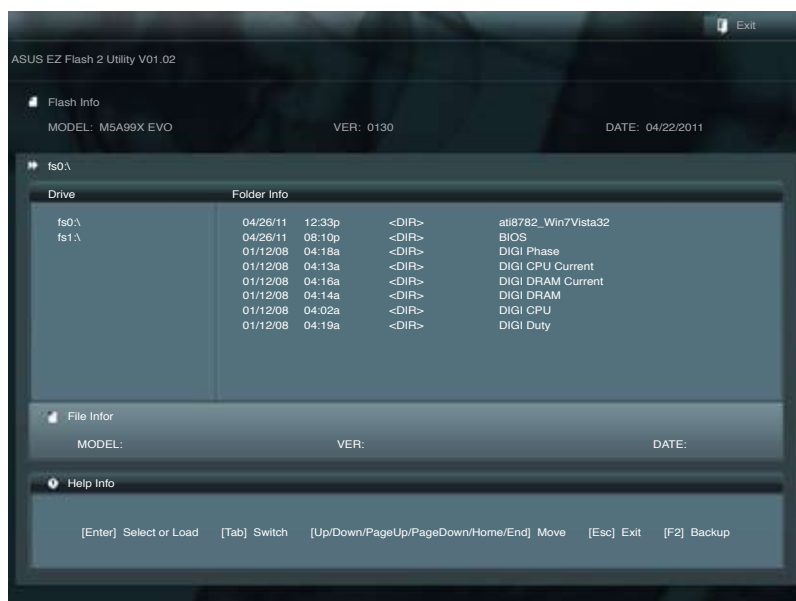 Exit
ASUS EZ Flash 2 Utility V01.02
Flash Info
MODEL: M5A99X EVO VER: 0130 DATE: 04/22/2011
fs0:\
Drive Folder Info
fs0:\ 04/26/11 12:33p <DIR> ati8782_Win7Vista32
fs1:\ 04/26/11 08:10p <DIR> BIOS
01/12/08 04:18a <DIR> DIGI Phase
01/12/08 04:13a <DIR> DIGI CPU Current
01/12/08 04:16a <DIR> DIGI DRAM Current
01/12/08 04:14a <DIR> DIGI DRAM
01/12/08 04:02a <DIR> DIGI CPU
01/12/08 04:19a <DIR> DIGI Duty
File Infor
MODEL: VER: DATE:
Help Info
[Enter] Select or Load [Tab] Switch [Up/Down/PageUp/PageDown/Home/End] Move [Esc] Exit [F2] Backup